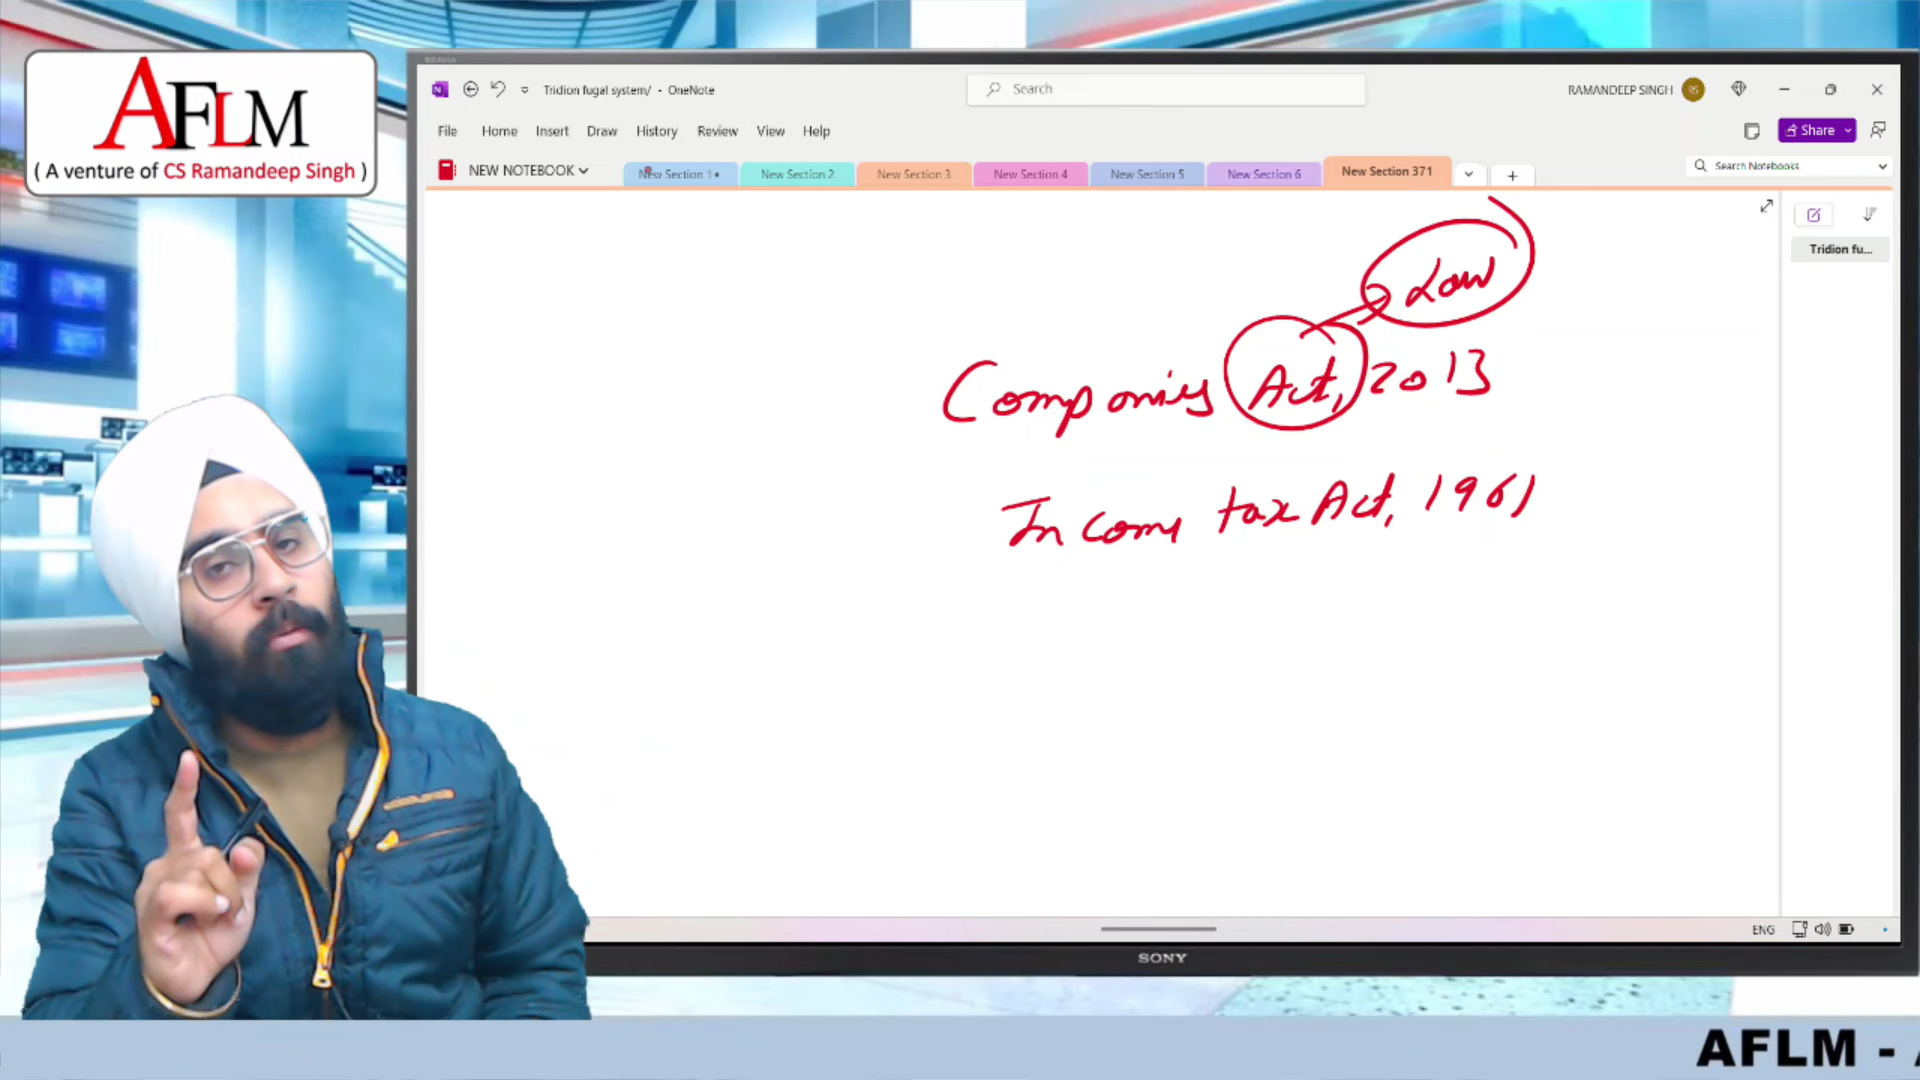 AFLM
( A venture of CS Ramandeep Singh )
Tridion fugal system/ - OneNote
Search
RAMANDEEP SINGH
RS
File Home Insert Draw History Review View Help
Share
NEW NOTEBOOK
New Section 1
New Section 2
New Section 3
New Section 4
New Section 5
New Section 6
New Section 371
Search Notebooks
Tridion fu...
Law
Companies Act, 2013
Income tax Act, 1961
ENG
SONY
AFLM -